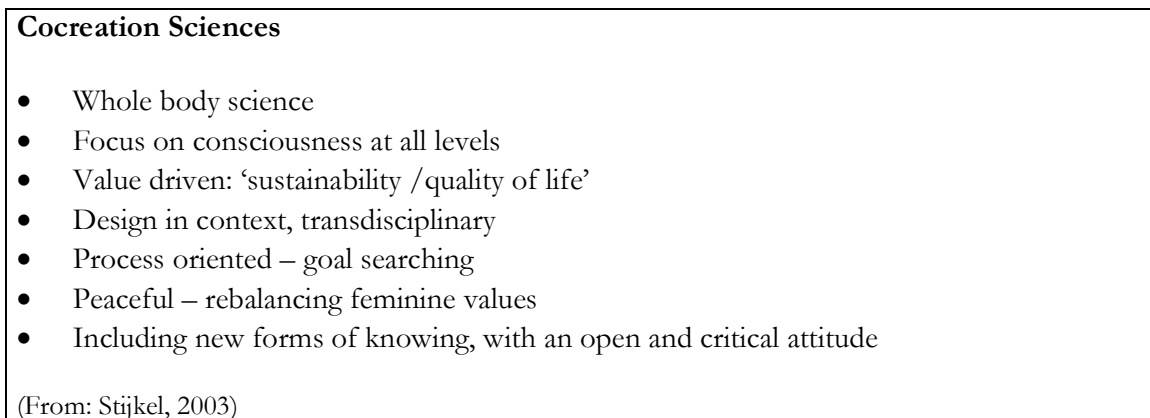 Cocreation Sciences
• Whole body science
• Focus on consciousness at all levels
• Value driven: ‘sustainability /quality of life’
• Design in context, transdisciplinary
• Process oriented – goal searching
• Peaceful – rebalancing feminine values
• Including new forms of knowing, with an open and critical attitude
(From: Stijkel, 2003)